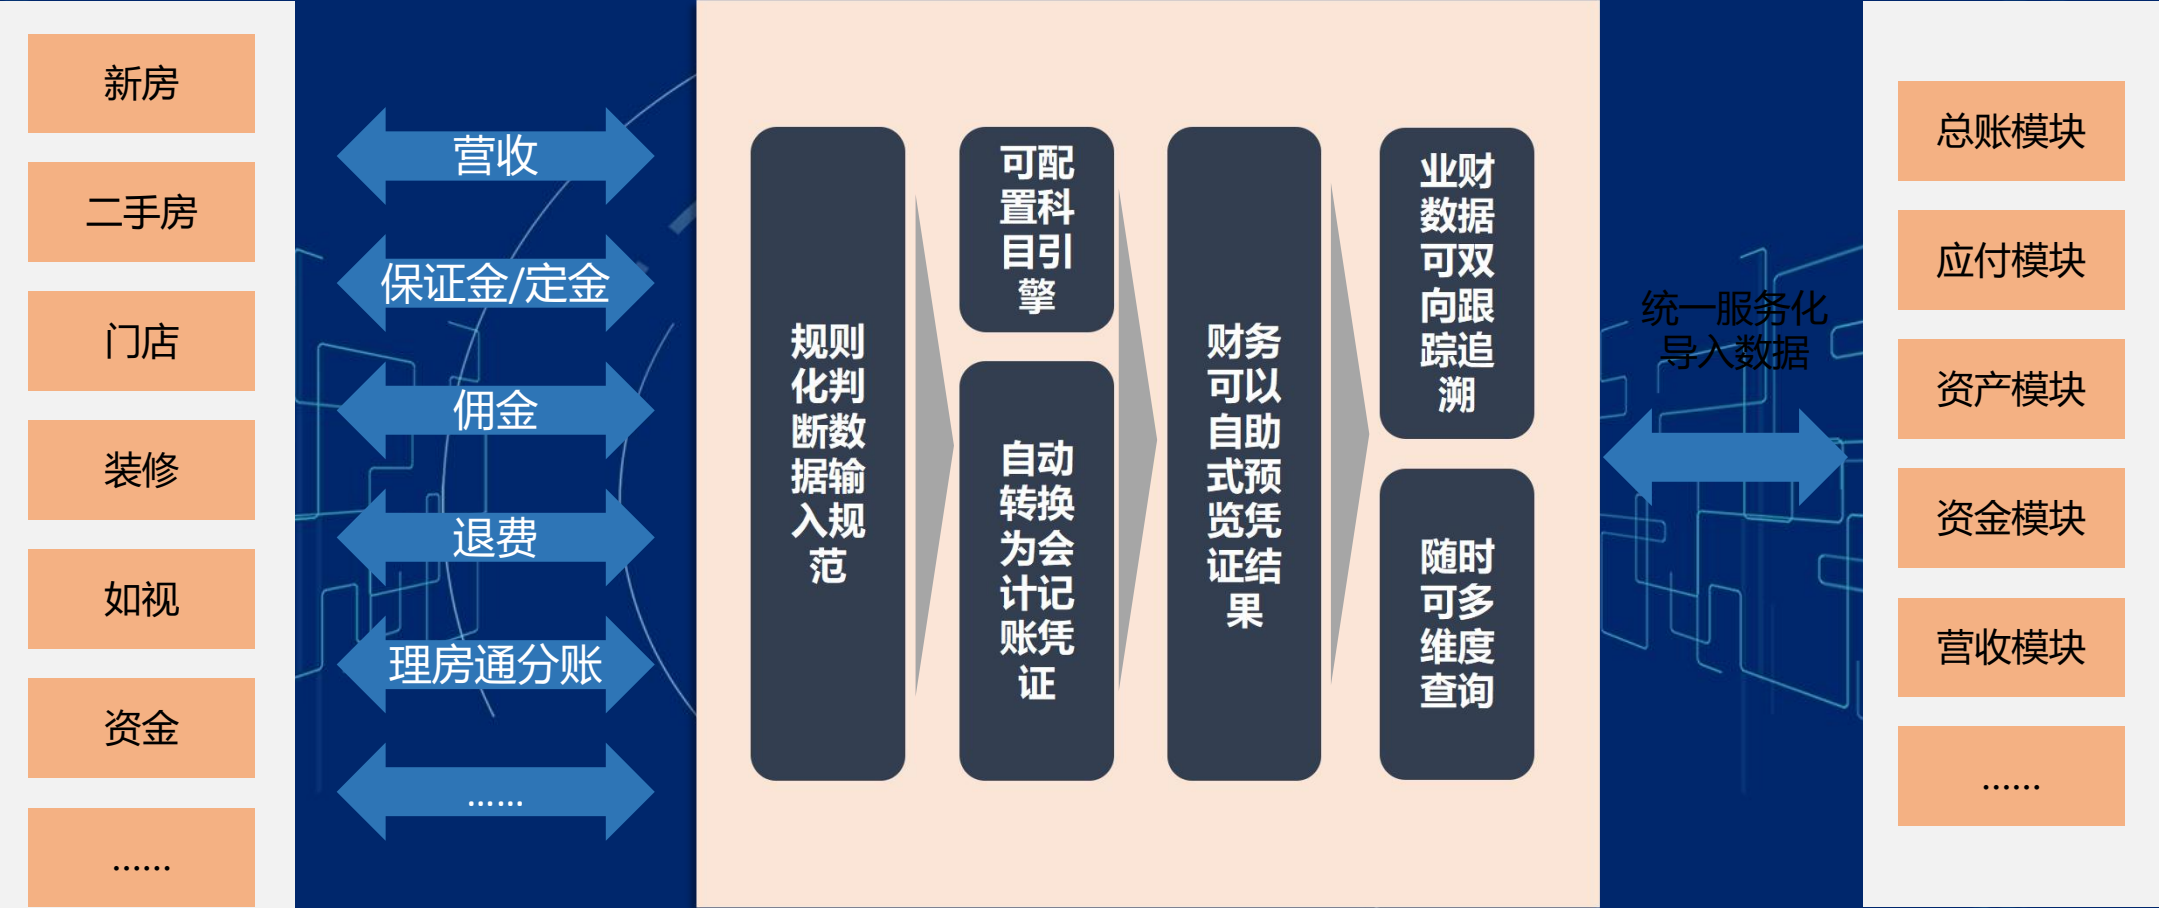 新房
二手房
门店
装修
如视
资金
......
营收
保证金/定金
佣金
退费
理房通分账
......
规则
化判
断数
据输
入规
范
可配
置科
目引
擎
自动
转换
为会
计记
账凭
证
财务
可以
自助
式预
览凭
证结
果
业财
数据
可双
向跟
踪追
溯
随时
可多
维度
查询
统一服务化
导入数据
总账模块
应付模块
资产模块
资金模块
营收模块
......